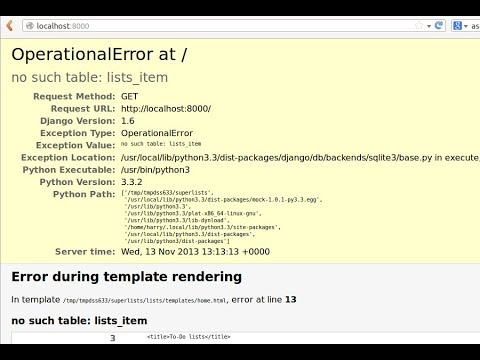 localhost:8000
as
OperationalError at /
no such table: lists_item
Request Method: GET
Request URL: http://localhost:8000/
Django Version: 1.6
Exception Type: OperationalError
Exception Value: no such table: lists_item
Exception Location: /usr/local/lib/python3.3/dist-packages/django/db/backends/sqlite3/base.py in execute,
Python Executable: /usr/bin/python3
Python Version: 3.3.2
Python Path: ['/tmp/tmpdss633/superlists',
'/usr/local/lib/python3.3/dist-packages/mock-1.0.1-py3.3.egg',
'/usr/lib/python3.3',
'/usr/lib/python3.3/plat-x86_64-linux-gnu',
'/usr/lib/python3.3/lib-dynload',
'/home/harry/.local/lib/python3.3/site-packages',
'/usr/local/lib/python3.3/dist-packages',
'/usr/lib/python3/dist-packages']
Server time: Wed, 13 Nov 2013 13:13:13 +0000
Error during template rendering
In template /tmp/tmpdss633/superlists/lists/templates/home.html, error at line 13
no such table: lists_item
3 <title>To-Do lists</title>